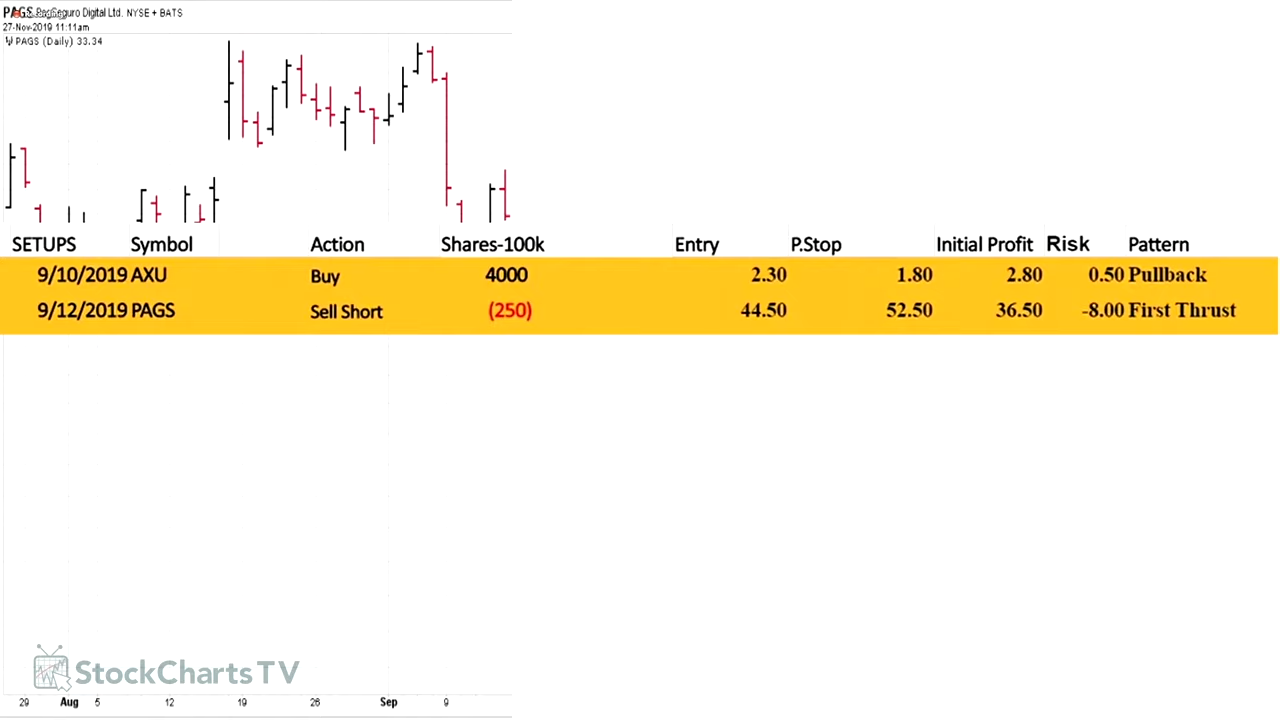 PAGS PagSeguro Digital Ltd. NYSE + BATS
27-Nov-2019 11:11am
PAGS (Daily) 33.34
SETUPS Symbol Action Shares-100k Entry P.Stop Initial Profit Risk Pattern
9/10/2019 AXU Buy 4000 2.30 1.80 2.80 0.50 Pullback
9/12/2019 PAGS Sell Short (250) 44.50 52.50 36.50 -8.00 First Thrust
StockCharts TV
29 Aug 5 12 19 26 Sep 9